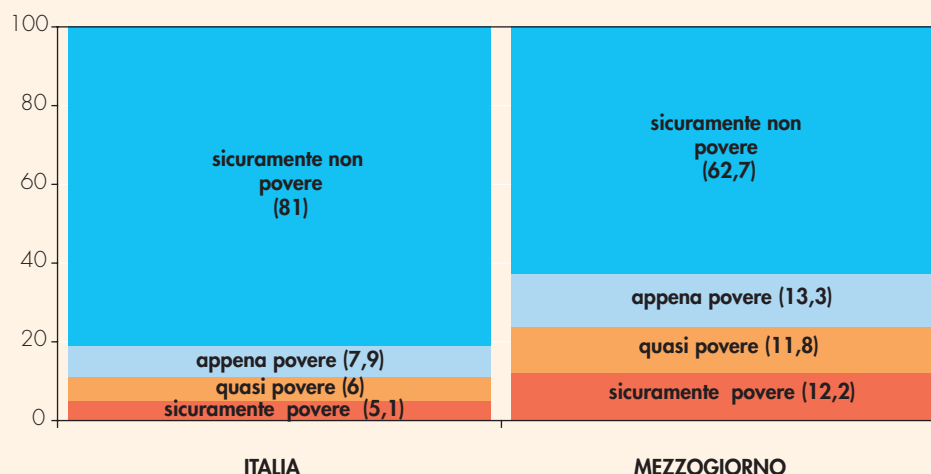 100
80
60
40
20
0
sicuramente non
povere
(81)
appena povere (7,9)
quasi povere (6)
sicuramente povere (5,1)
sicuramente non
povere
(62,7)
appena povere (13,3)
quasi povere (11,8)
sicuramente povere (12,2)
ITALIA
MEZZOGIORNO